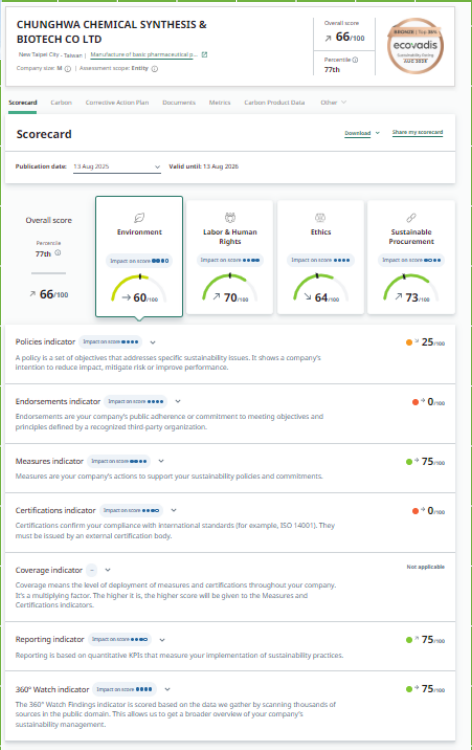 CHUNGHWA CHEMICAL SYNTHESIS &
BIOTECH CO LTD
New Taipei City - Taiwan | Manufacture of basic pharmaceutical p...
Company size: M | Assessment scope: Entity
Overall score
66/100
Percentile
77th
BRONZE | Top 35%
ecovadis
Sustainability Rating
AUG 2025
Scorecard Carbon Corrective Action Plan Documents Metrics Carbon Product Data Other
Scorecard
Download Share my scorecard
Publication date: 13 Aug 2025 Valid until: 13 Aug 2026
Overall score
Percentile
77th
66/100
Environment
Impact on score
60/100
Labor & Human
Rights
Impact on score
70/100
Ethics
Impact on score
64/100
Sustainable
Procurement
Impact on score
73/100
Policies indicator Impact on score 25/100
A policy is a set of objectives that addresses specific sustainability issues. It shows a company's
intention to reduce impact, mitigate risk or improve performance.
Endorsements indicator Impact on score 0/100
Endorsements are your company's public adherence or commitment to meeting objectives and
principles defined by a recognized third-party organization.
Measures indicator Impact on score 75/100
Measures are your company's actions to support your sustainability policies and commitments.
Certifications indicator Impact on score 0/100
Certifications confirm your compliance with international standards (for example, ISO 14001). They
must be issued by an external certification body.
Coverage indicator - Not applicable
Coverage means the level of deployment of measures and certifications throughout your company.
It's a multiplying factor. The higher it is, the higher score will be given to the Measures and
Certifications indicators.
Reporting indicator Impact on score 75/100
Reporting is based on quantitative KPIs that measure your implementation of sustainability practices.
360° Watch indicator Impact on score 75/100
The 360° Watch Findings indicator is scored based on the data we gather by scanning thousands of
sources in the public domain. This allows us to get a broader overview of your company's
sustainability management.